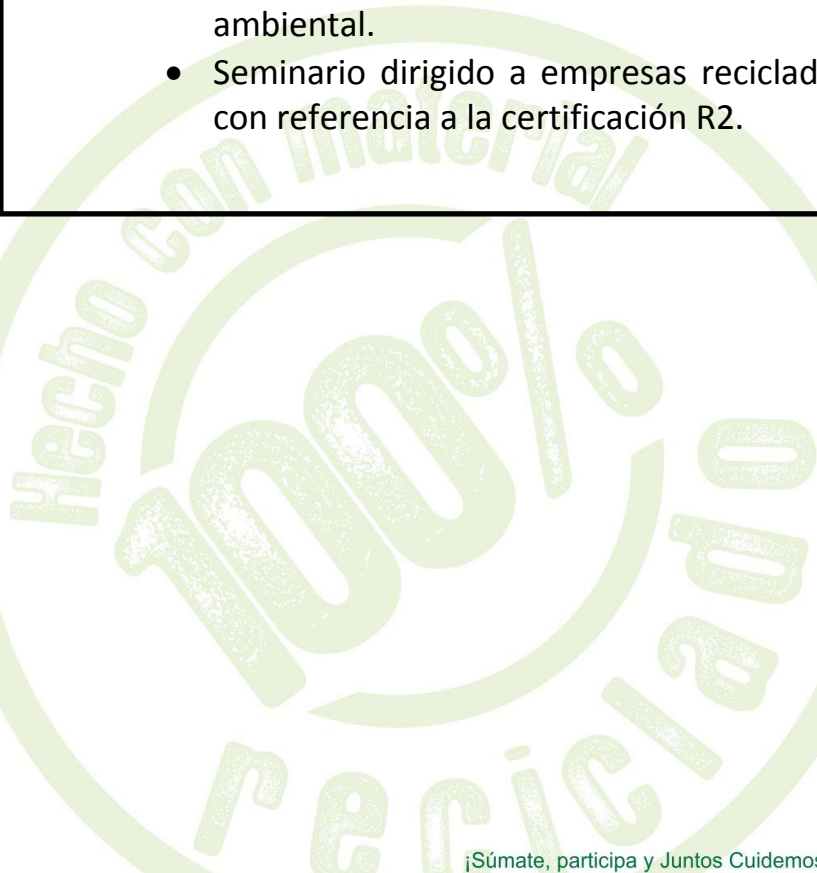 ambiental.
• Seminario dirigido a empresas reciclad
con referencia a la certificación R2.
Hecho con material
100%
reciclado
¡Súmate, participa y Juntos Cuidemos